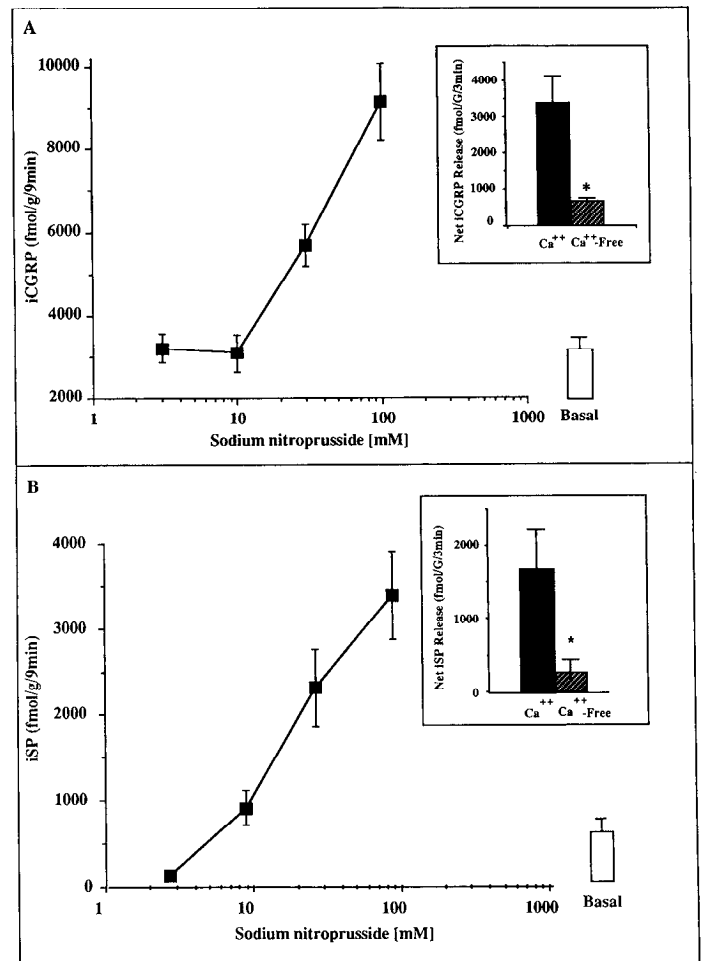 A
10000
8000
6000
4000
2000
iCGRP (fmol/g/9min)
1
10
100
1000
Sodium nitroprusside [mM]
Basal
4000
3000
2000
1000
0
Net iCGRP Release (fmol/G/3min)
Ca++ Ca++-Free
*
B
4000
3000
2000
1000
0
iSP (fmol/g/9min)
1
10
100
1000
Sodium nitroprusside [mM]
Basal
2000
1000
0
Net iSP Release (fmol/G/3min)
Ca++ Ca++-Free
*